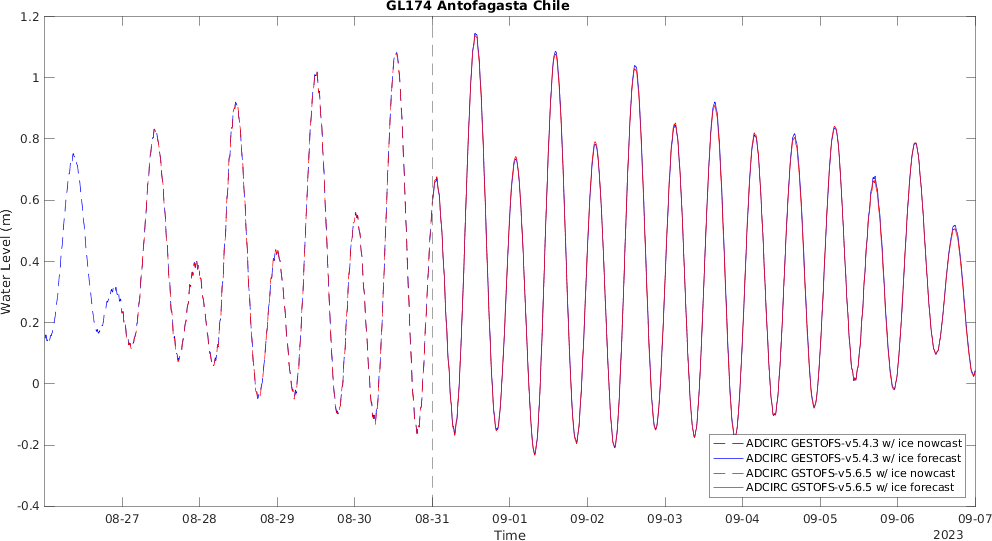 GL174 Antofagasta Chile
1.2
1
0.8
0.6
0.4
0.2
0
-0.2
-0.4
Water Level (m)
ADCIRC GESTOFS-v5.4.3 w/ ice nowcast
ADCIRC GESTOFS-v5.4.3 w/ ice forecast
ADCIRC GSTOFS-v5.6.5 w/ ice nowcast
ADCIRC GSTOFS-v5.6.5 w/ ice forecast
08-27 08-28 08-29 08-30 08-31 09-01 09-02 09-03 09-04 09-05 09-06 09-07
Time
2023